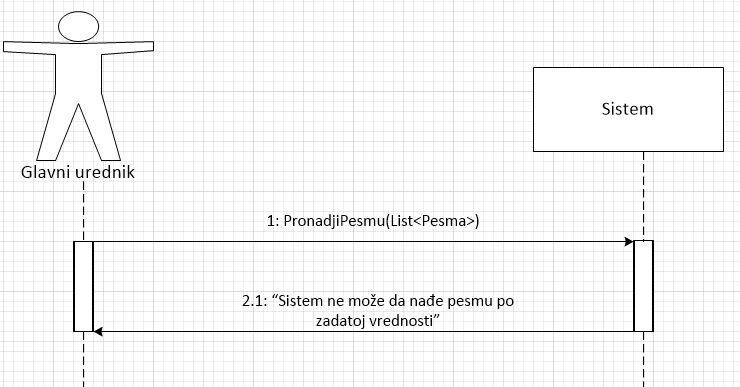 Sistem
Glavni urednik
1: PronadjiPesmu(List<Pesma>)
2.1: “Sistem ne može da nađe pesmu po
zadatoj vrednosti”